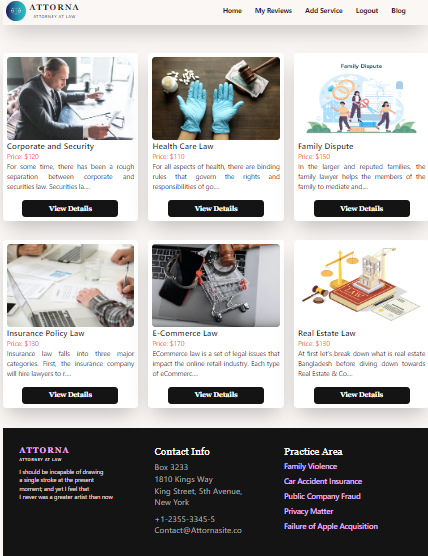 ATTORNA
ATTORNEY AT LAW
Home My Reviews Add Service Logout Blog
Family Dispute
Corporate and Security
Price: $120
For some time, there has been a rough
separation between corporate and
securities law. Securities la...
View Details
Health Care Law
Price: $110
For all aspects of health, there are binding
rules that govern the rights and
responsibilities of go...
View Details
Family Dispute
Price: $150
In the larger and reputed families, the
family lawyer helps the members of the
family to mediate and...
View Details
Insurance Policy Law
Price: $130
Insurance law falls into three major
categories. First, the insurance company
will hire lawyers to r...
View Details
E-Commerce Law
Price: $170
ECommerce law is a set of legal issues that
impact the online retail industry. Each type
of eCommerc...
View Details
Real Estate Law
Price: $130
At first let's break down what is real estate
Bangladesh before diving down towards
Real Estate & Co...
View Details
ATTORNA
ATTORNEY AT LAW
I should be incapable of drawing
a single stroke at the present
moment; and yet I feel that
I never was a greater artist than now
Contact Info
Box 3233
1810 Kings Way
King Street, 5th Avenue,
New York
+1-2355-3345-5
Contact@Attornasite.co
Practice Area
Family Violence
Car Accident Insurance
Public Company Fraud
Privacy Matter
Failure of Apple Acquisition